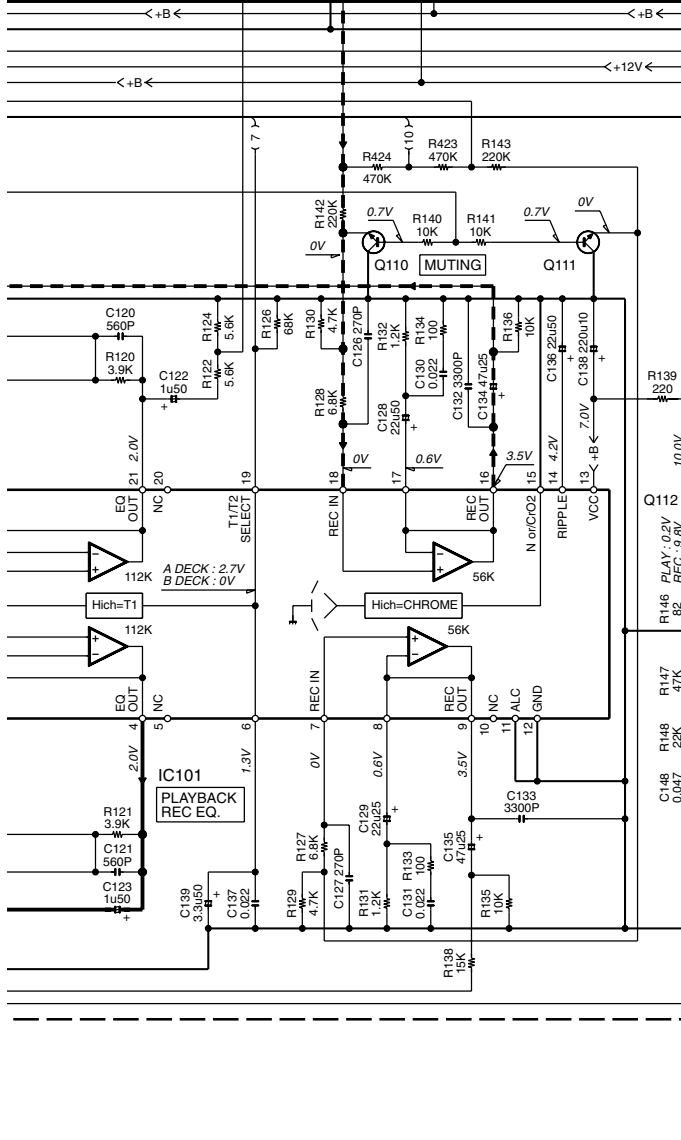 +B
+B
+12V
+B
7
10
R424
470K
R423
470K
R143
220K
R142
220K
0.7V
R140
10K
R141
10K
0.7V
0V
0V
Q110
MUTING
Q111
C120
560P
R120
3.9K
C122
1u50
+
R124
5.6K
R122
5.6K
R126
68K
R130
4.7K
R128
6.8K
C126 270P
R132
1.2K
R134
100
C130
0.022
C128
22u50
+
C132 3300P
C134 47u25
+
R136
10K
C136 22u50
+
C138 220u10
+
R139
220
2.0V
0V
0.6V
3.5V
4.2V
7.0V
+B
10.0V
21
20
19
18
17
16
15
14
13
EQ
OUT
NC
T1/T2
SELECT
REC IN
REC
OUT
N or/CrO2
RIPPLE
VCC
Q112
PLAY : 0.2V
REC : 9.8V
112K
A DECK : 2.7V
B DECK : 0V
56K
Hich=T1
Hich=CHROME
R146
82
112K
56K
R147
47K
EQ
OUT
NC
REC IN
REC
OUT
NC
ALC
GND
4
5
6
7
8
9
10
11
12
R148
22K
2.0V
1.3V
0V
0.6V
3.5V
C148
0.047
IC101
PLAYBACK
REC EQ.
R121
3.9K
C121
560P
C123
1u50
+
C139
3.3u50
+
C137
0.022
R129
4.7K
R127
6.8K
C127 270P
C129
22u25
+
R131
1.2K
R133
100
C131
0.022
C135
47u25
+
C133
3300P
R135
10K
R138
15K